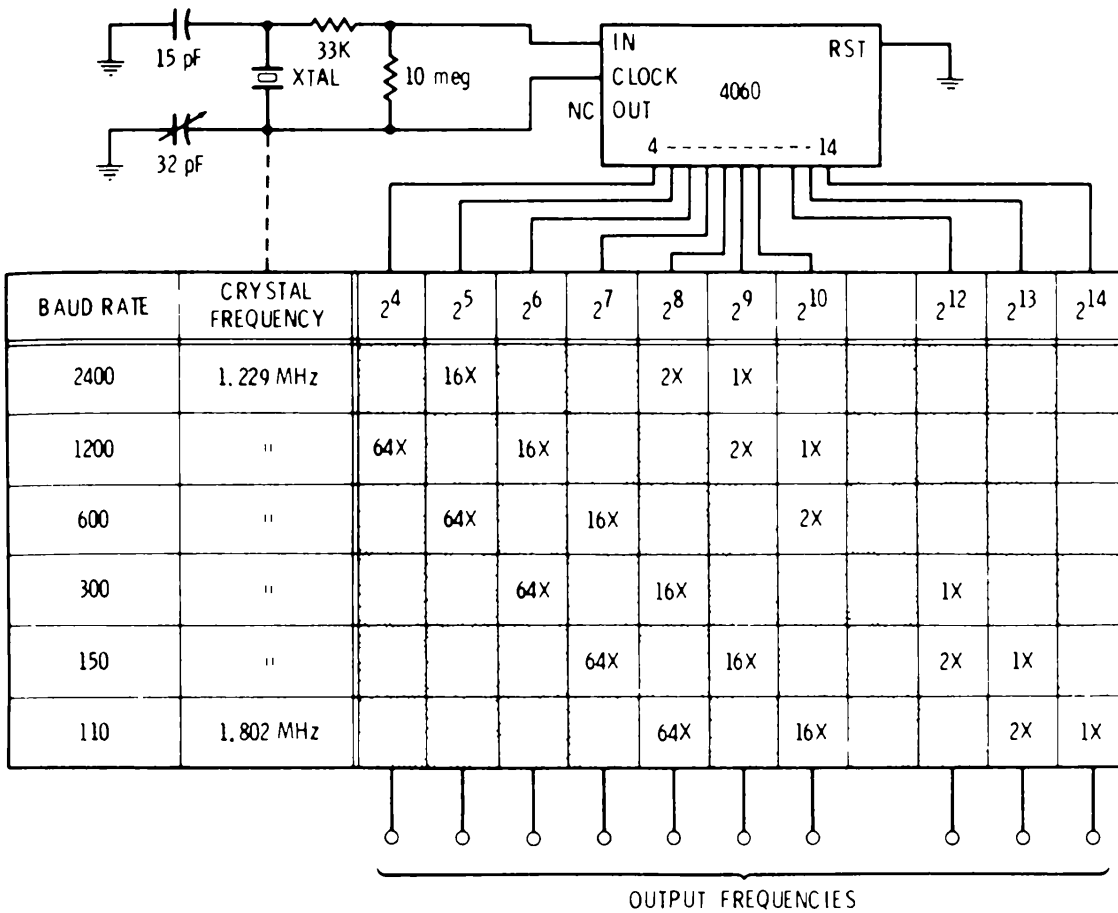 15 pF
33K
XTAL
10 meg
32 pF
IN
RST
CLOCK
4060
NC OUT
4 ---------- 14
BAUD RATE CRYSTAL FREQUENCY 2^4 2^5 2^6 2^7 2^8 2^9 2^10 2^12 2^13 2^14
2400 1.229 MHz 16X 2X 1X
1200 " 64X 16X 2X 1X
600 " 64X 16X 2X
300 " 64X 16X 1X
150 " 64X 16X 2X 1X
110 1.802 MHz 64X 16X 2X 1X
OUTPUT FREQUENCIES